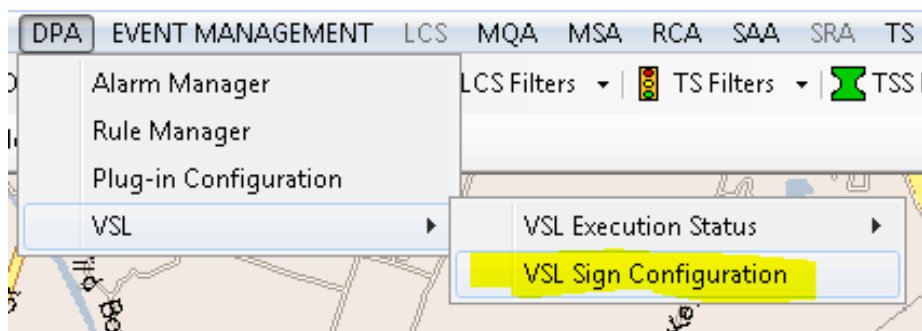 DPA EVENT MANAGEMENT LCS MQA MSA RCA SAA SRA TS
LCS Filters TS Filters TSS
Alarm Manager
Rule Manager
Plug-in Configuration
VSL
VSL Execution Status
VSL Sign Configuration